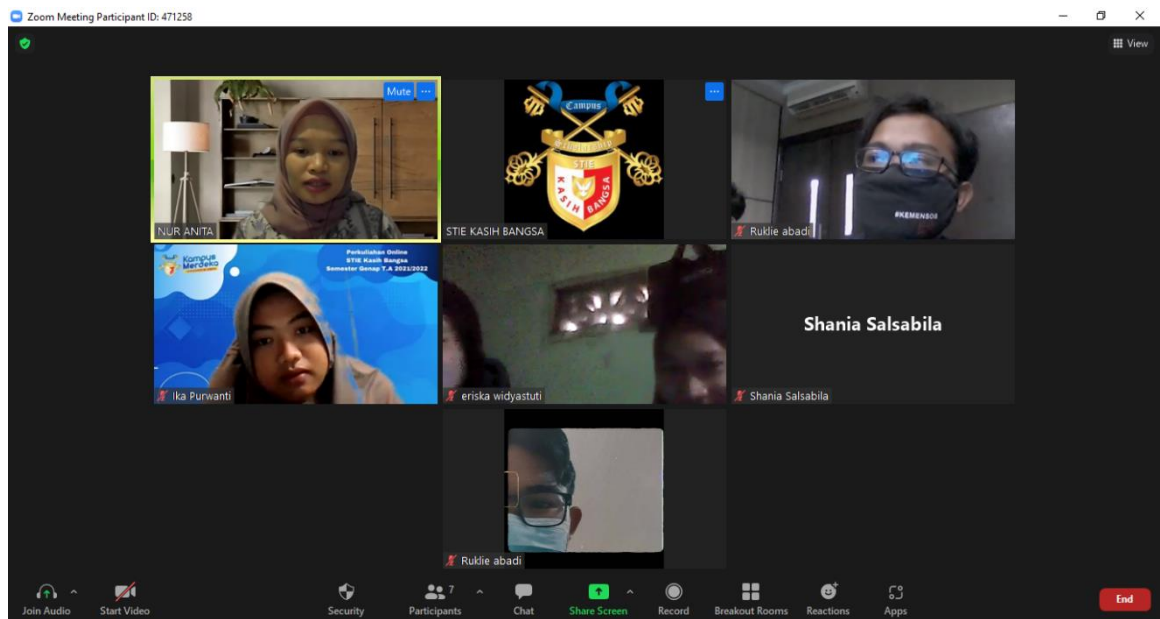 Zoom Meeting Participant ID: 471258
View
Mute
NUR ANITA
Campus
STIE
KASIH BANGSA
STIE KASIH BANGSA
#KEMENSOS
Ruklie abadi
Kampus
Merdeka
Perkuliahan Online
STIE Kasih Bangsa
Semester Genap T.A 2021/2022
Ika Purwanti
eriska widyastuti
Shania Salsabila
Shania Salsabila
Ruklie abadi
Join Audio
Start Video
Security
Participants
7
Chat
Share Screen
Record
Breakout Rooms
Reactions
Apps
End